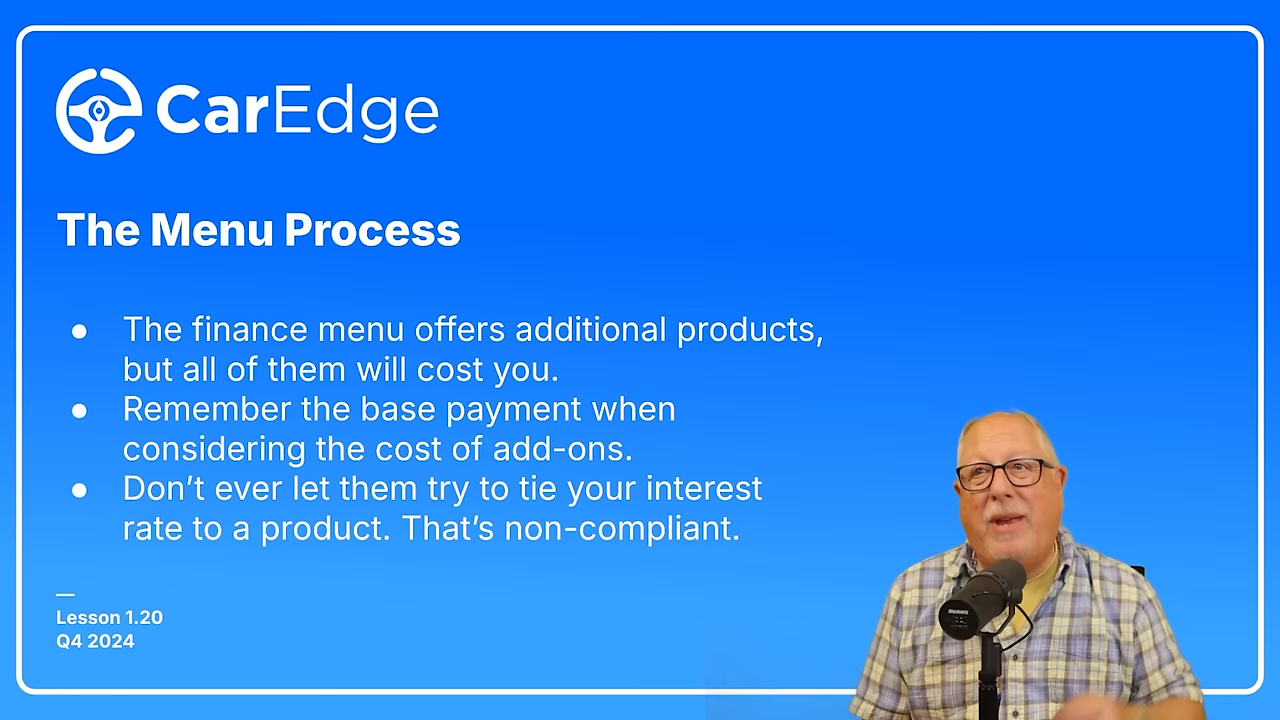 CarEdge
The Menu Process
● The finance menu offers additional products,
but all of them will cost you.
● Remember the base payment when
considering the cost of add-ons.
● Don’t ever let them try to tie your interest
rate to a product. That’s non-compliant.
—
Lesson 1.20
Q4 2024